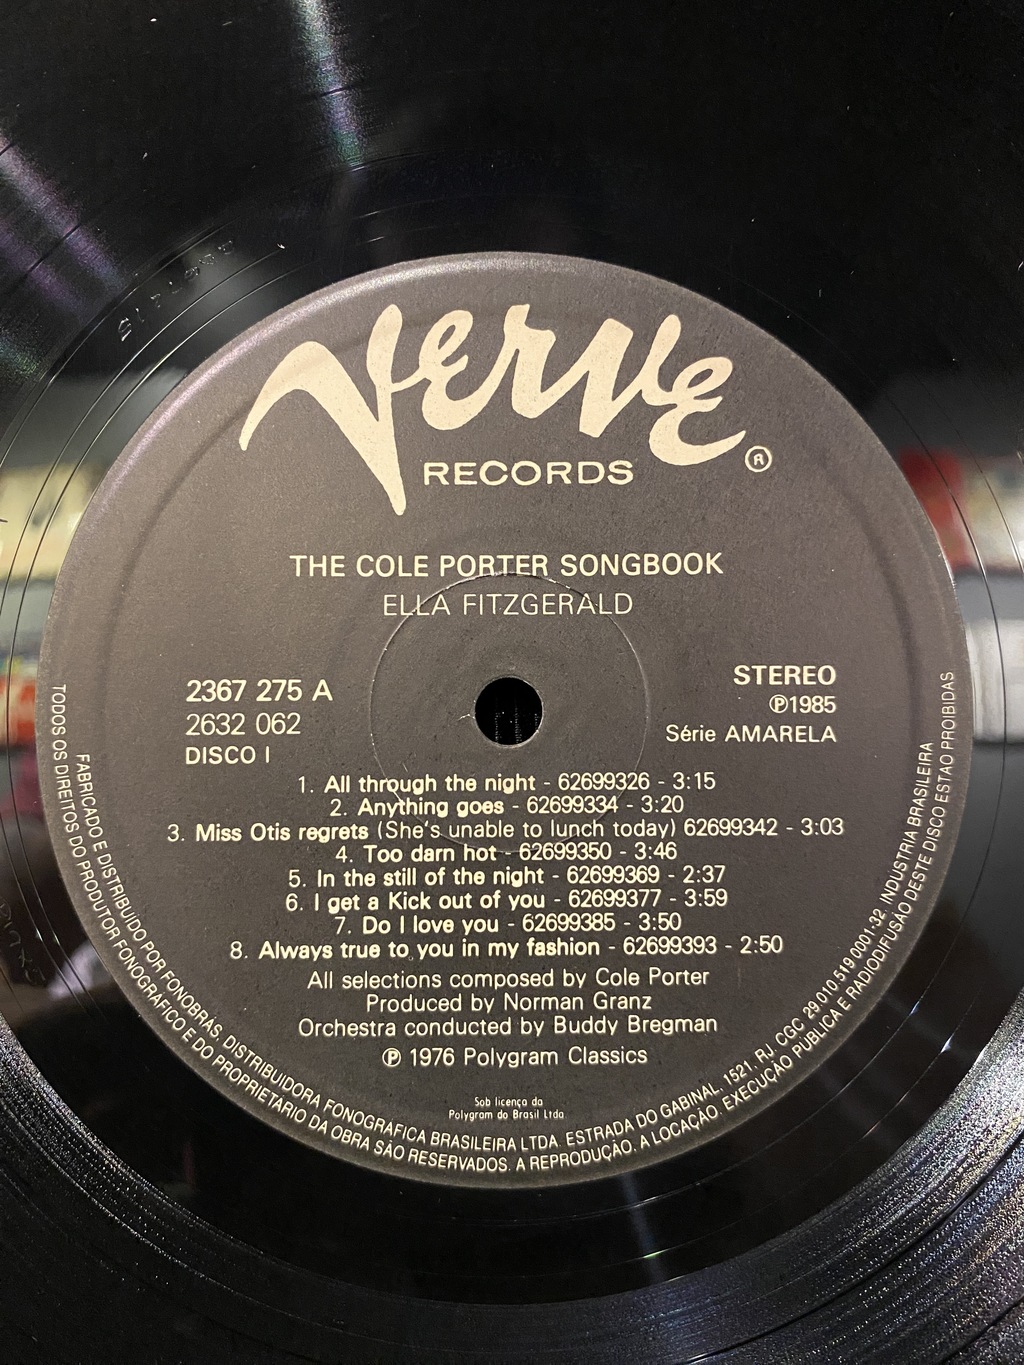 Verve
RECORDS ®
THE COLE PORTER SONGBOOK
ELLA FITZGERALD
2367 275 A
2632 062
DISCO I
STEREO
℗1985
Série AMARELA
1. All through the night - 62699326 - 3:15
2. Anything goes - 62699334 - 3:20
3. Miss Otis regrets (She's unable to lunch today) 62699342 - 3:03
4. Too darn hot - 62699350 - 3:46
5. In the still of the night - 62699369 - 2:37
6. I get a Kick out of you - 62699377 - 3:59
7. Do I love you - 62699385 - 3:50
8. Always true to you in my fashion - 62699393 - 2:50
All selections composed by Cole Porter
Produced by Norman Granz
Orchestra conducted by Buddy Bregman
℗ 1976 Polygram Classics
Sob licença da
Polygram do Brasil Ltda
FABRICADO E DISTRIBUIDO POR FONOBRÁS, DISTRIBUIDORA FONOGRÁFICA BRASILEIRA LTDA. ESTRADA DO GABINAL, 1521, RJ CGC 29.010.519.0001-32. INDUSTRIA BRASILEIRA
TODOS OS DIREITOS DO PRODUTOR FONOGRÁFICO E DO PROPRIETÁRIO DA OBRA SÃO RESERVADOS. A REPRODUÇÃO. A LOCAÇÃO. EXECUÇÃO PÚBLICA E RADIODIFUSÃO DESTE DISCO ESTÃO PROIBIDAS